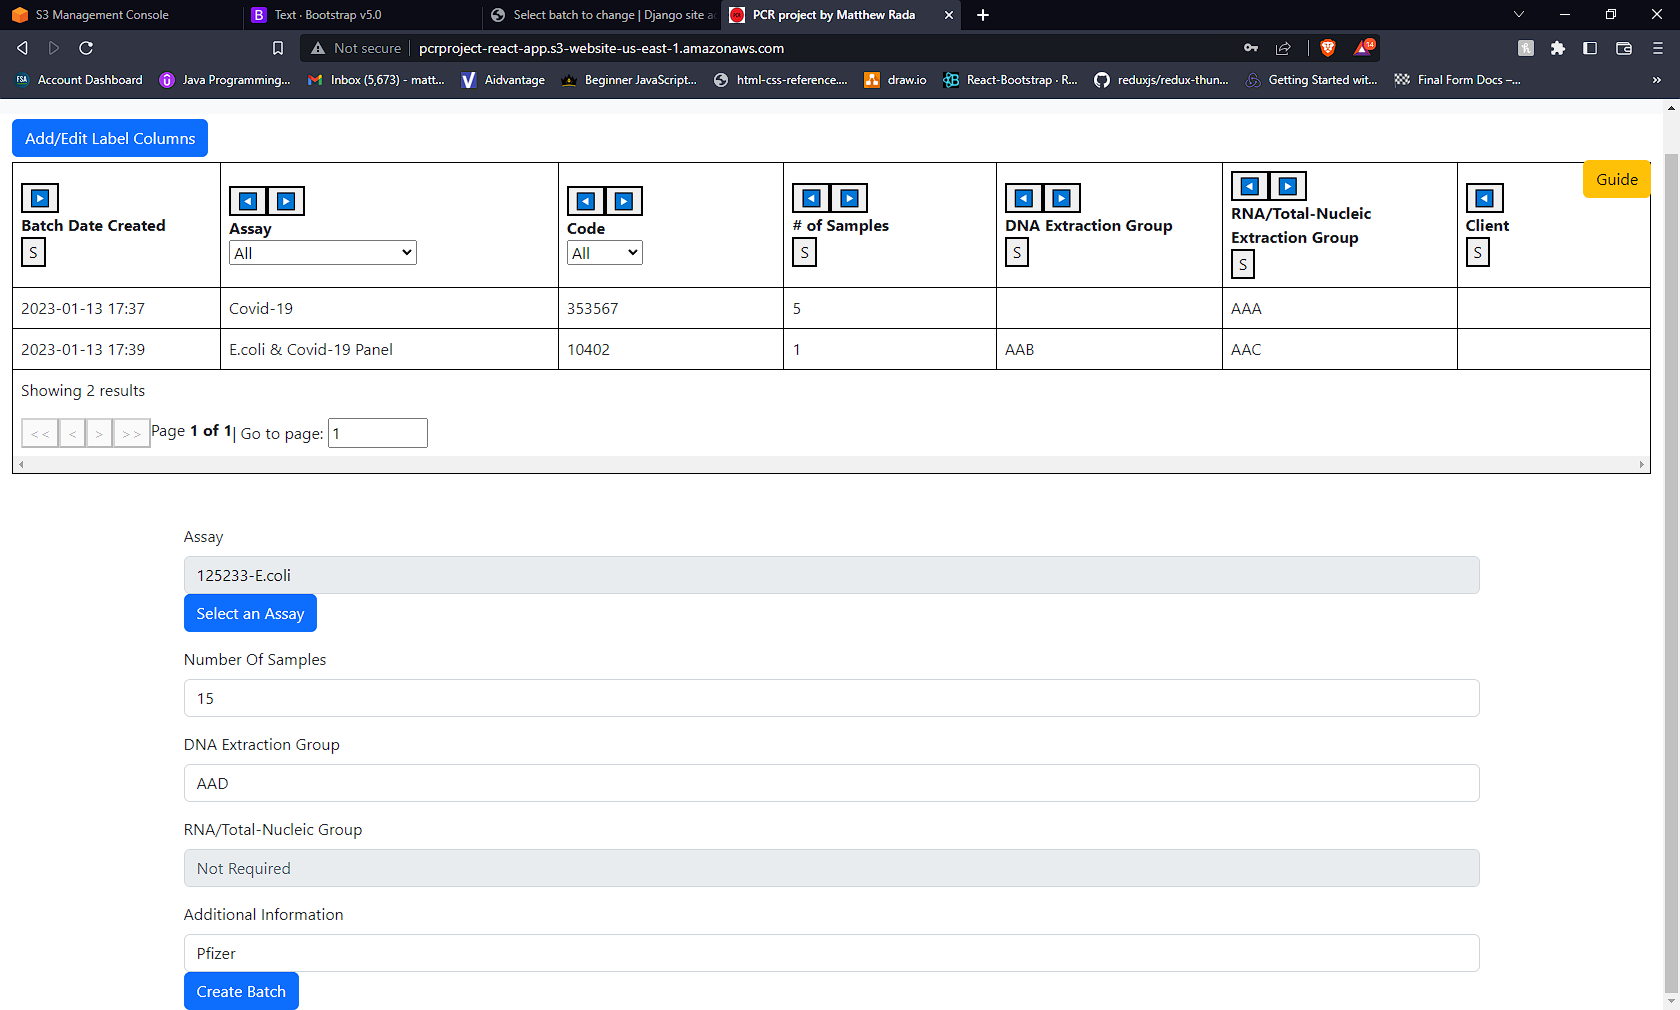 S3 Management Console
Text · Bootstrap v5.0
Select batch to change | Django site a
PCR project by Matthew Rada
Not secure
pcrproject-react-app.s3-website-us-east-1.amazonaws.com
14
FSA Account Dashboard
Java Programming...
Inbox (5,673) - matt...
Aidvantage
Beginner JavaScript...
html-css-reference....
draw.io
React-Bootstrap · R...
reduxjs/redux-thun...
Getting Started wit...
Final Form Docs –...
»
Add/Edit Label Columns
Guide
Batch Date Created
S
Assay
All
Code
All
# of Samples
S
DNA Extraction Group
S
RNA/Total-Nucleic
Extraction Group
S
Client
S
2023-01-13 17:37 Covid-19 353567 5 AAA
2023-01-13 17:39 E.coli & Covid-19 Panel 10402 1 AAB AAC
Showing 2 results
<< < > >> Page 1 of 1 | Go to page: 1
Assay
125233-E.coli
Select an Assay
Number Of Samples
15
DNA Extraction Group
AAD
RNA/Total-Nucleic Group
Not Required
Additional Information
Pfizer
Create Batch